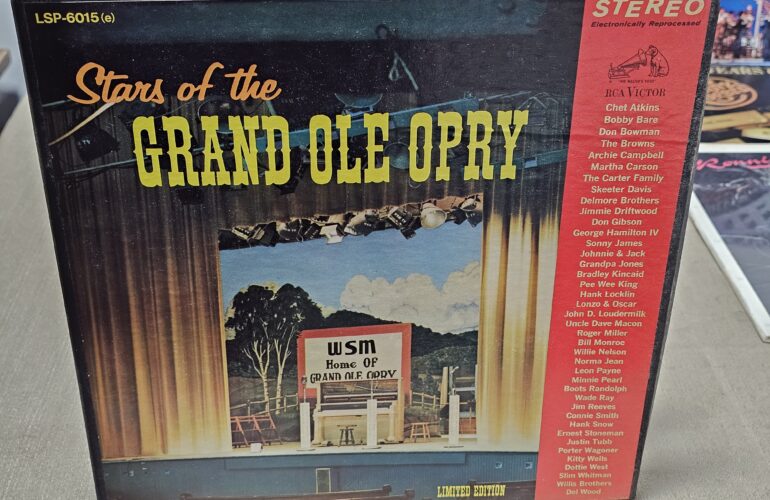 LSP-6015(e)
STEREO
Electronically Reprocessed
Stars of the
GRAND OLE OPRY
"HIS MASTER'S VOICE"
RCA VICTOR
Chet Atkins
Bobby Bare
Don Bowman
The Browns
Archie Campbell
Martha Carson
The Carter Family
Skeeter Davis
Delmore Brothers
Jimmie Driftwood
Don Gibson
George Hamilton IV
Sonny James
Johnnie & Jack
Grandpa Jones
Bradley Kincaid
Pee Wee King
Hank Locklin
Lonzo & Oscar
John D. Loudermilk
Uncle Dave Macon
Roger Miller
Bill Monroe
Willie Nelson
Norma Jean
Leon Payne
Minnie Pearl
Boots Randolph
Wade Ray
Jim Reeves
Connie Smith
Hank Snow
Ernest Stoneman
Justin Tubb
Porter Wagoner
Kitty Wells
Dottie West
Slim Whitman
Willis Brothers
Del Wood
WSM
Home OF
GRAND OLE OPRY
LIMITED EDITION